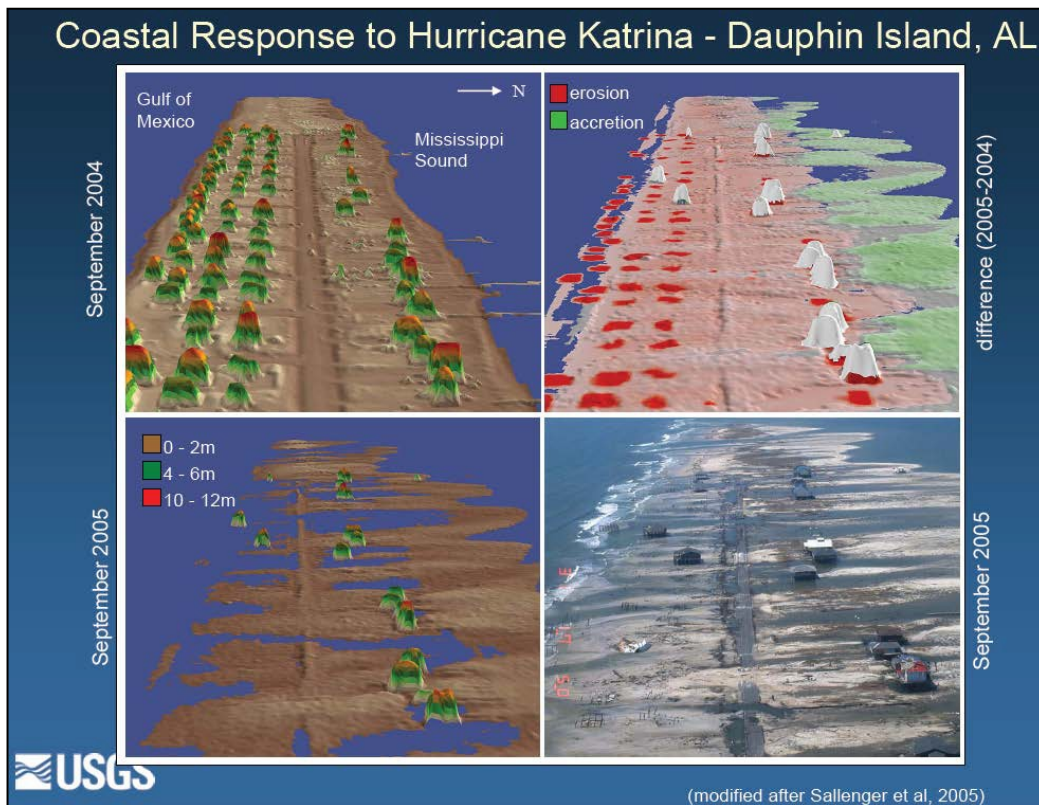 Coastal Response to Hurricane Katrina - Dauphin Island, AL
September 2004
Gulf of
Mexico
N
Mississippi
Sound
erosion
accretion
difference (2005-2004)
September 2005
0 - 2m
4 - 6m
10 - 12m
September 2005
USGS
(modified after Sallenger et al, 2005)